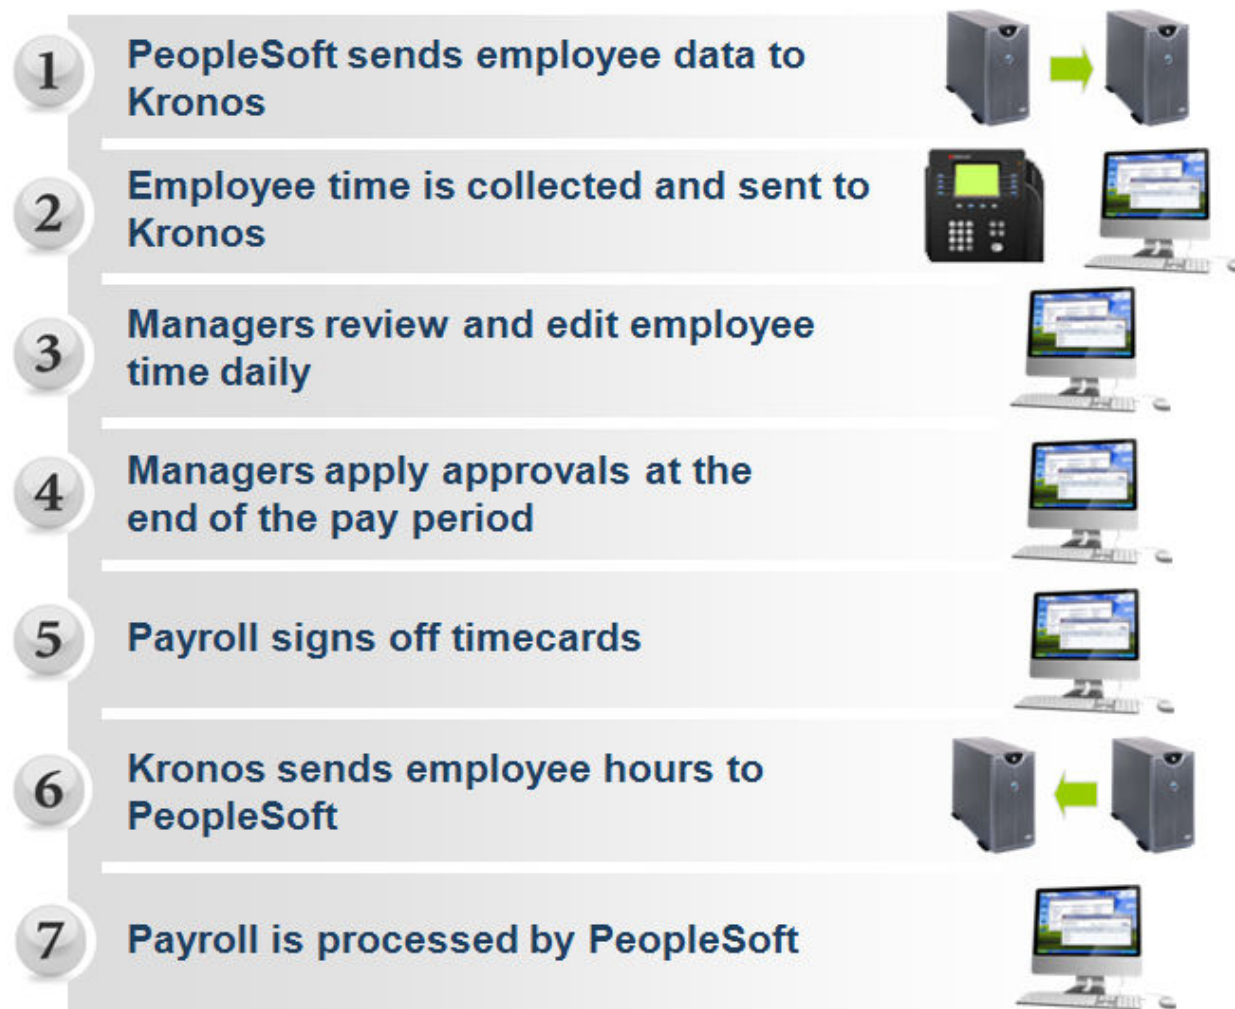 1
PeopleSoft sends employee data to
Kronos
2
Employee time is collected and sent to
Kronos
3
Managers review and edit employee
time daily
4
Managers apply approvals at the
end of the pay period
5
Payroll signs off timecards
6
Kronos sends employee hours to
PeopleSoft
7
Payroll is processed by PeopleSoft